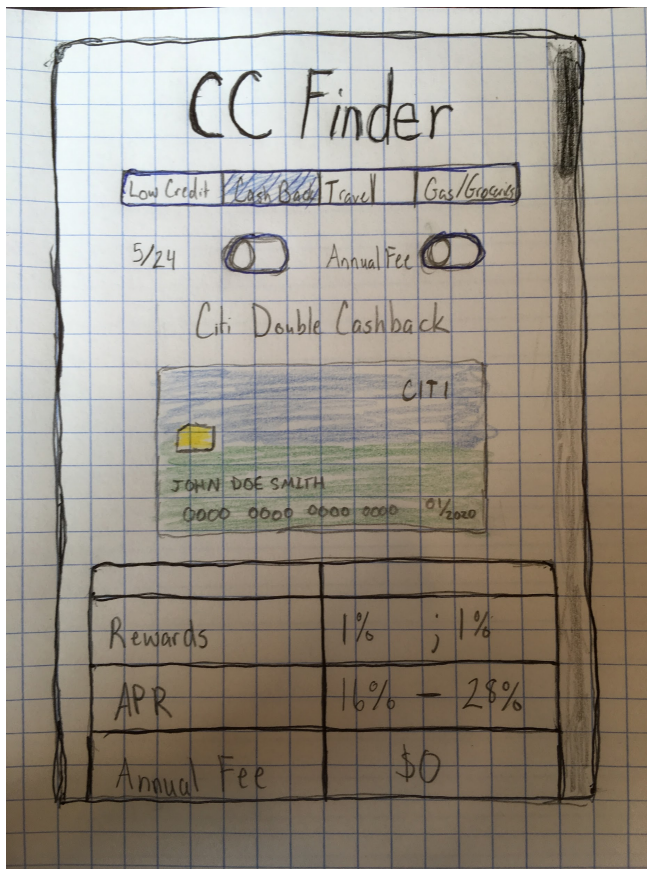 CC Finder
Low Credit Cash Back Travel Gas/Groceries
5/24 Annual Fee
Citi Double Cashback
CITI
JOHN DOE SMITH
0000 0000 0000 0000 01/2020
Rewards 1% ; 1%
APR 16% - 28%
Annual Fee $0